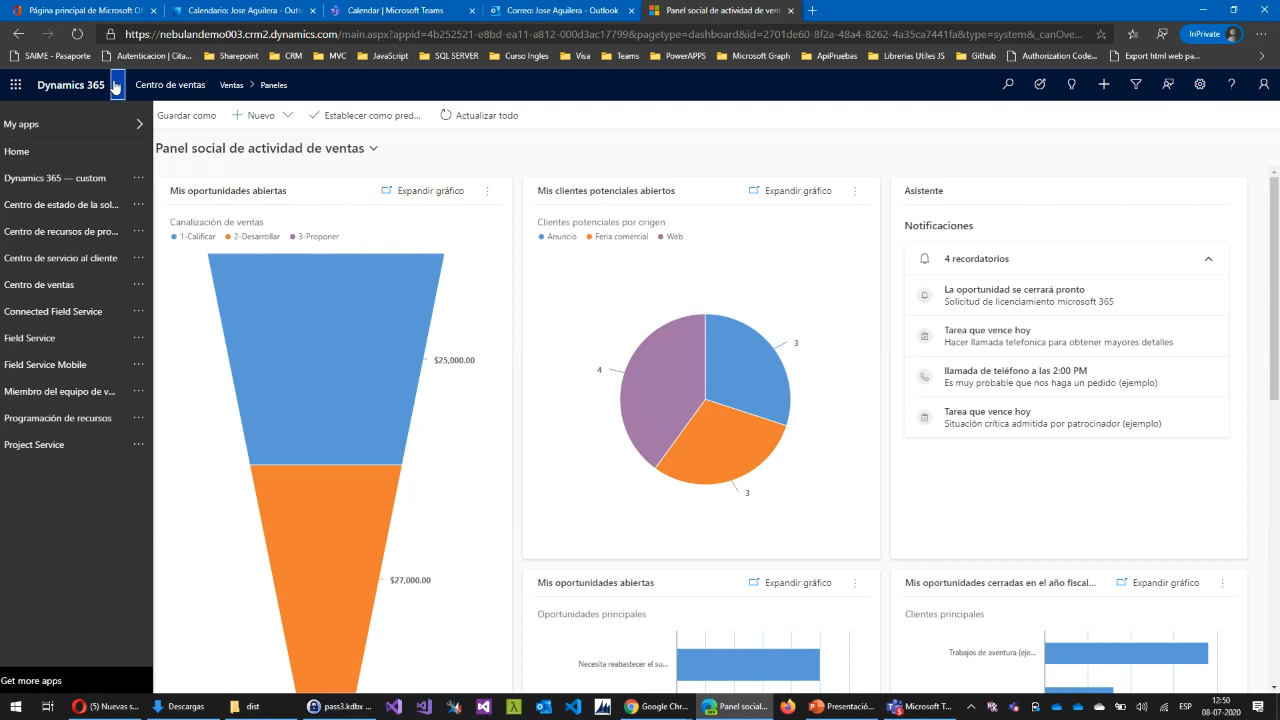 Página principal - PowerApps
Calendario: Jose Aguilera - Outlo
Calendar | Microsoft Teams
Correo: Jose Aguilera - Outlook
Panel social de actividad de vent
https://nebulandemo03.crm2.dynamics.com/main.aspx?appid=4b252521-e8bd-ea11-a812-000d3ac17799&pagetype=dashboard&id=2701de60-8f2a-48a4-8262-4a35ca7441fa&type=system&_canOve...
InPrivate
SAIME - Pasaporte
Autenticacion | Cita...
Sharepoint
CRM
MVC
JavaScript
SQL SERVER
Curso Ingles
Visa
Teams
PowerAPPS
Microsoft Graph
ApiPruebas
Librerias Utiles JS
Github
Authorization Code...
Export html web pa...
Dynamics 365
Centro de ventas
Ventas > Paneles
My apps
Home
Dynamics 365 — custom
Centro de estado de la sol...
Centro de recursos de pro...
Centro de servicio al cliente
Centro de ventas
Connected Field Service
Field Service
Field Service Mobile
Miembro del equipo de v...
Programación de recursos
Project Service
Get more apps
Guardar como
Nuevo
Establecer como pred...
Actualizar todo
Panel social de actividad de ventas
Mis oportunidades abiertas
Expandir gráfico
Canalización de ventas
1-Calificar 2-Desarrollar 3-Proponer
$25,000.00
$27,000.00
Mis clientes potenciales abiertos
Expandir gráfico
Clientes potenciales por origen
Anuncio Feria comercial Web
3
4
3
Asistente
Notificaciones
4 recordatorios
La oportunidad se cerrará pronto
Solicitud de licenciamiento microsoft 365
Tarea que vence hoy
Hacer llamada telefonica para obtener mayores detalles
llamada de teléfono a las 2:00 PM
Es muy probable que nos haga un pedido (ejemplo)
Tarea que vence hoy
Situación crítica admitida por patrocinador (ejemplo)
Mis oportunidades abiertas
Expandir gráfico
Oportunidades principales
Necesita reabastecer el su...
Mis oportunidades cerradas en el año fiscal...
Expandir gráfico
Clientes principales
Trabajos de aventura (eje...
(5) (Nuevas s...
Descargas
dist
pass3.kdbx ...
Google Chr...
Panel social...
Presentació...
Microsoft T...
ESP
12:50
08-07-2020